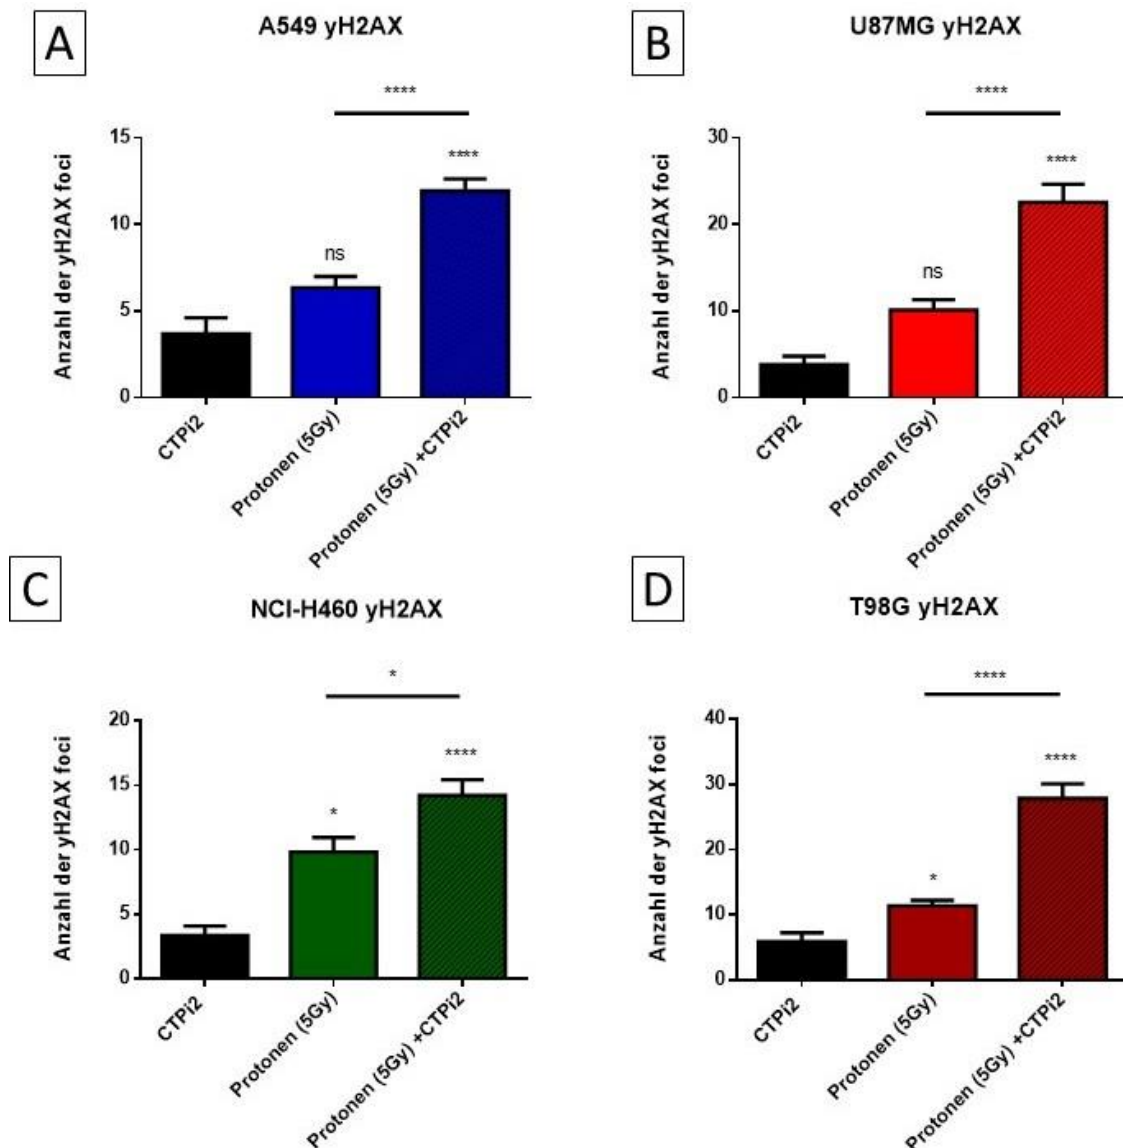 A
A549 yH2AX
****
****
ns
Anzahl der yH2AX foci
15
10
5
0
CTPi2
Protonen (5Gy)
Protonen (5Gy) +CTPi2
B
U87MG yH2AX
****
****
ns
Anzahl der yH2AX foci
30
20
10
0
CTPi2
Protonen (5Gy)
Protonen (5Gy) +CTPi2
C
NCI-H460 yH2AX
*
****
*
Anzahl der yH2AX foci
20
15
10
5
0
CTPi2
Protonen (5Gy)
Protonen (5Gy) +CTPi2
D
T98G yH2AX
****
****
*
Anzahl der yH2AX foci
40
30
20
10
0
CTPi2
Protonen (5Gy)
Protonen (5Gy) +CTPi2